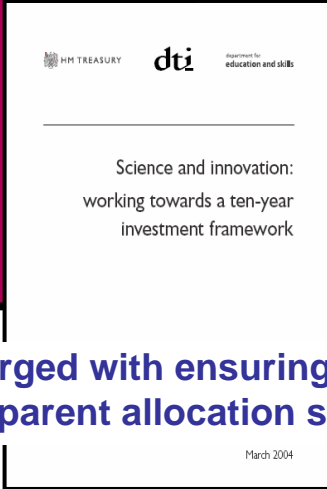 HM TREASURY dti department for
education and skills
Science and innovation:
working towards a ten-year
investment framework
rged with ensuring
parent allocation s
March 2004